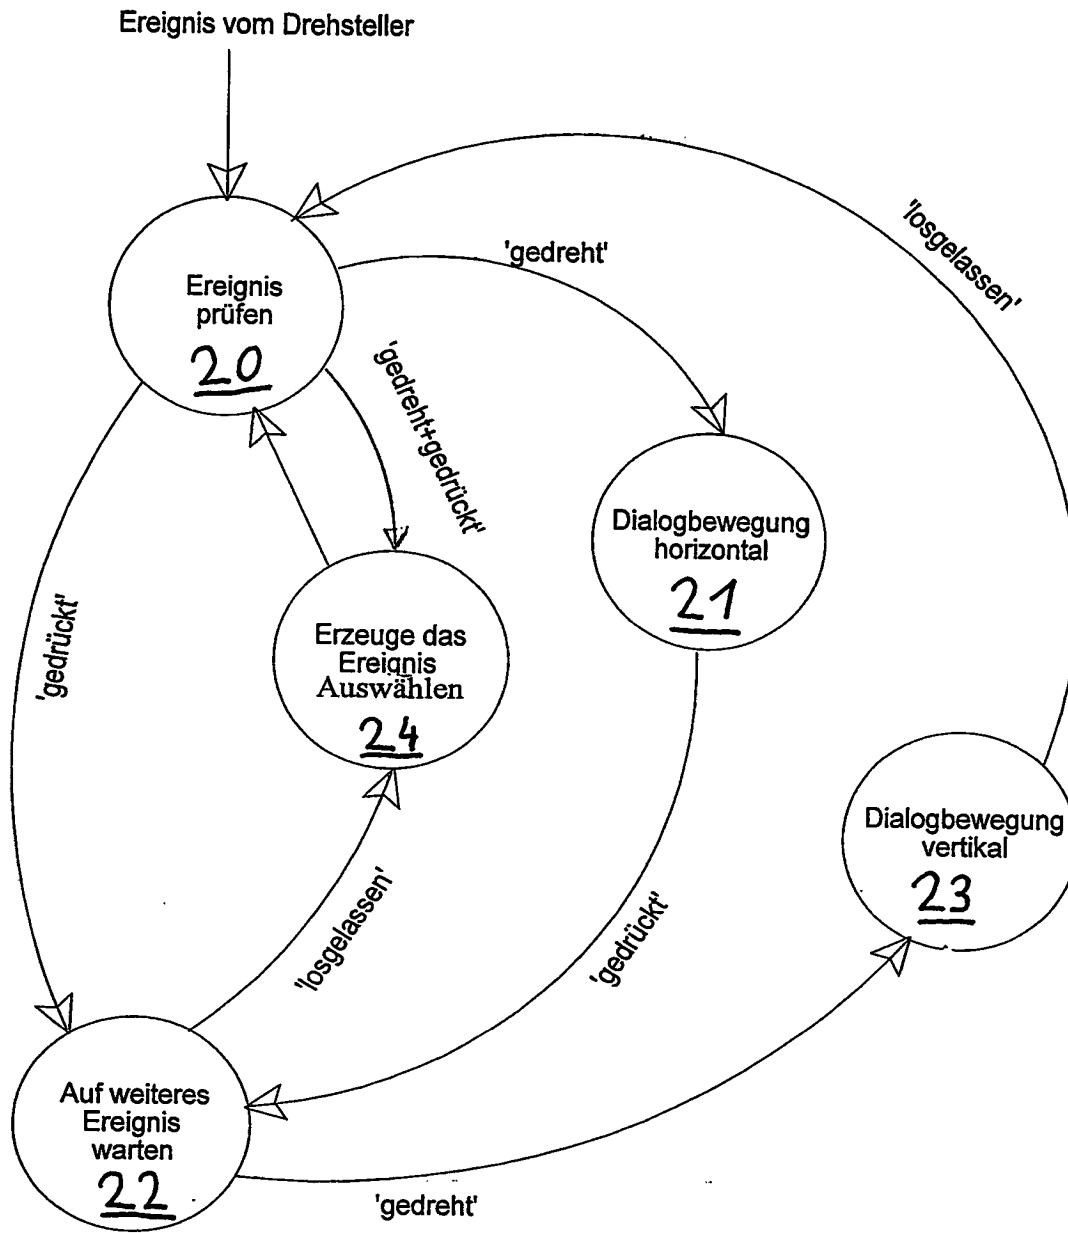 Ereignis vom Drehsteller
'losgelassen'
'gedreht'
Ereignis
prüfen
20
'gedreht+gedrückt'
Dialogbewegung
horizontal
21
'gedrückt'
Erzeuge das
Ereignis
Auswählen
24
Dialogbewegung
vertikal
23
'losgelassen'
'gedrückt'
Auf weiteres
Ereignis
warten
22
'gedreht'